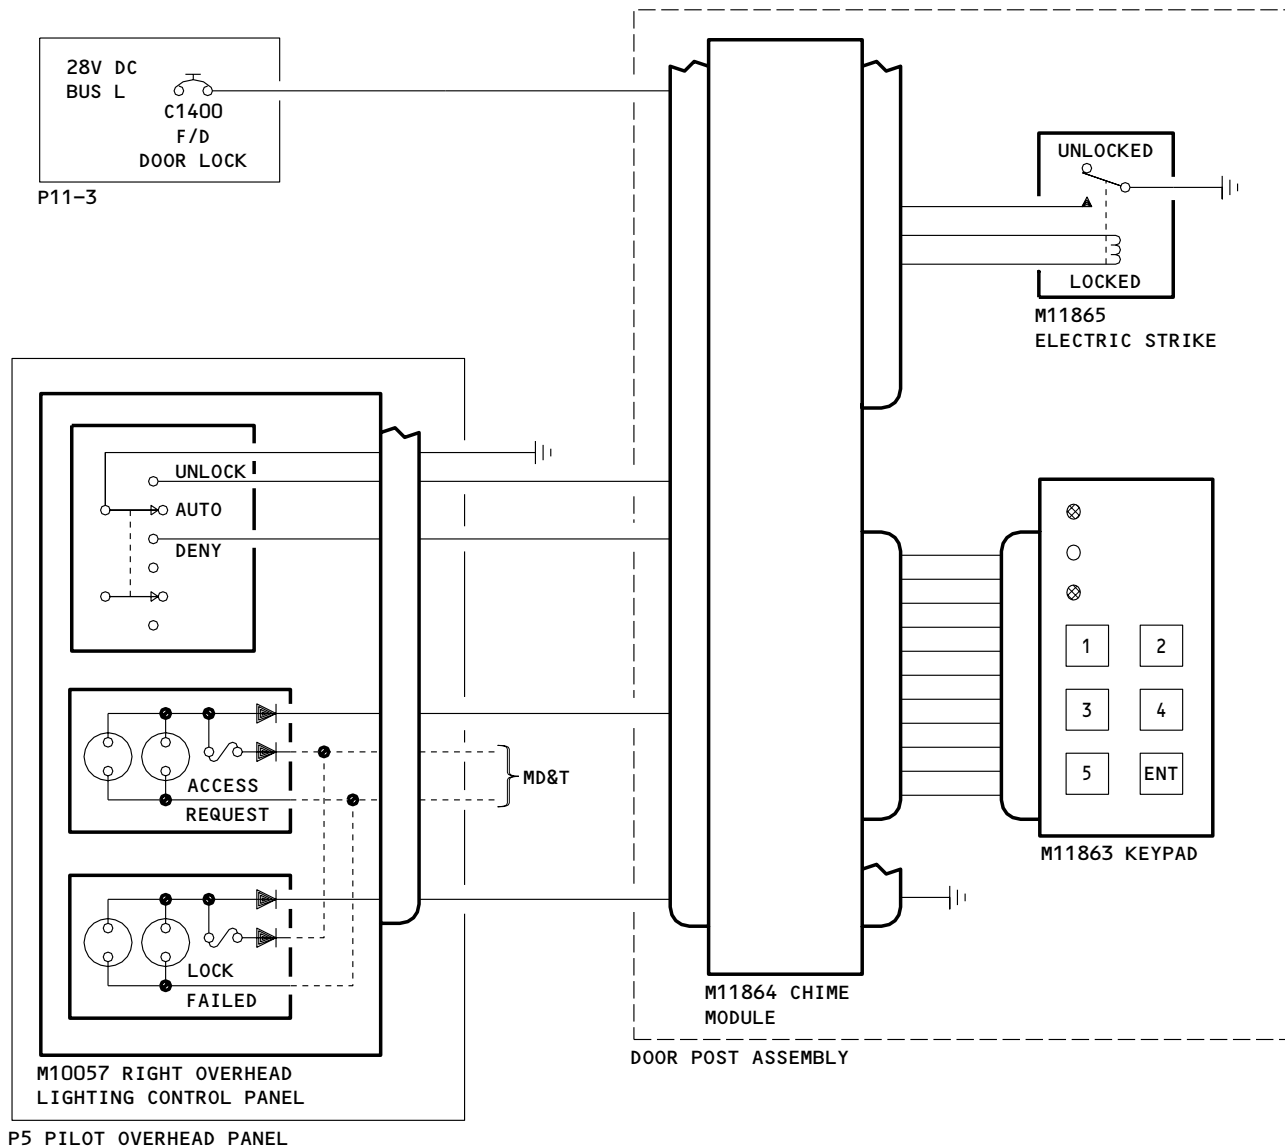 28V DC
BUS L
C1400
F/D
DOOR LOCK
P11-3
UNLOCKED
LOCKED
M11865
ELECTRIC STRIKE
UNLOCK
AUTO
DENY
ACCESS
REQUEST
MD&T
LOCK
FAILED
M10057 RIGHT OVERHEAD
LIGHTING CONTROL PANEL
P5 PILOT OVERHEAD PANEL
1 2
3 4
5 ENT
M11863 KEYPAD
M11864 CHIME
MODULE
DOOR POST ASSEMBLY